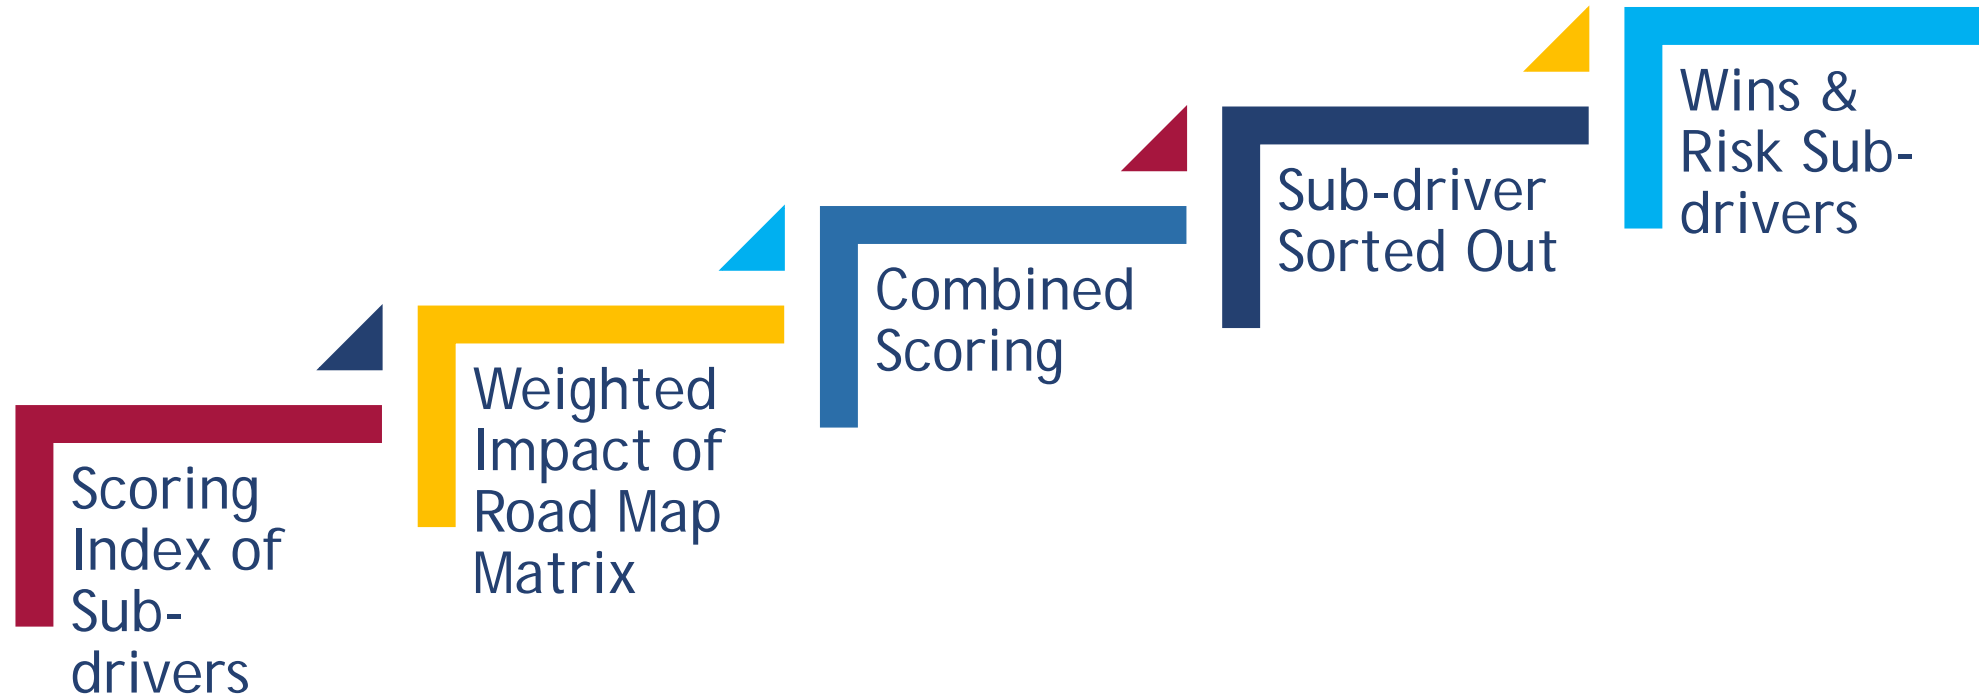 Scoring
Index of
Sub-
drivers
Weighted
Impact of
Road Map
Matrix
Combined
Scoring
Sub-driver
Sorted Out
Wins &
Risk Sub-
drivers